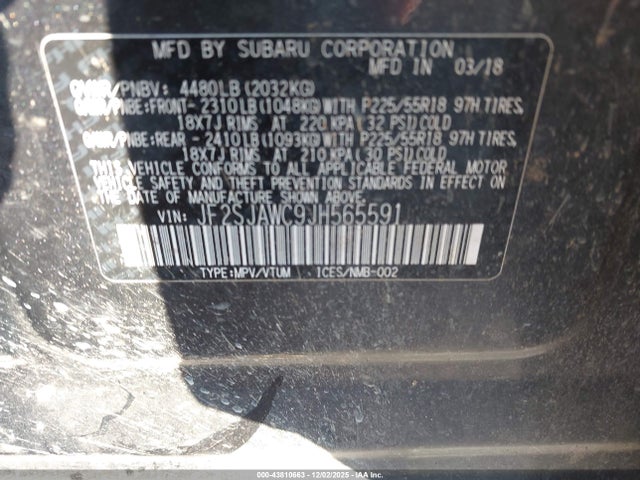 MFD BY SUBARU CORPORATION
MFD IN 03/18
GVWR/PNBV: 4480LB(2032KG)
GAWR/PNBE:FRONT- 2310LB(1048KG)WITH P225/55R18 97H TIRES,
18X7J RIMS AT 220 KPA(32 PSI)COLD
GAWR/PNBE:REAR - 2410LB(1093KG)WITH P225/55R18 97H TIRES,
18X7J RIMS AT 210 KPA(30 PSI)COLD
THIS VEHICLE CONFORMS TO ALL APPLICABLE FEDERAL MOTOR
VEHICLE SAFETY AND THEFT PREVENTION STANDARDS IN EFFECT
ON THE DATE OF MANUFACTURE SHOWN ABOVE.
VIN: JF2SJAWC9JH565591
TYPE:MPV/VTUM ICES/NMB-002
000-43810663 - 12/02/2025 - IAA Inc.